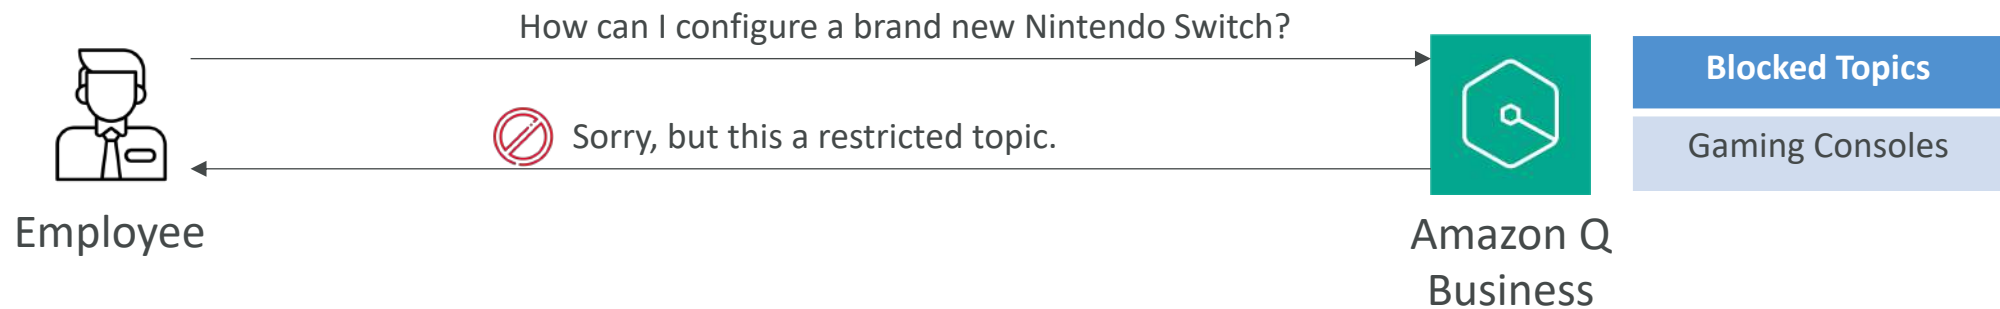 How can I configure a brand new Nintendo Switch?
Blocked Topics
Sorry, but this a restricted topic.
Gaming Consoles
Employee
Amazon Q
Business